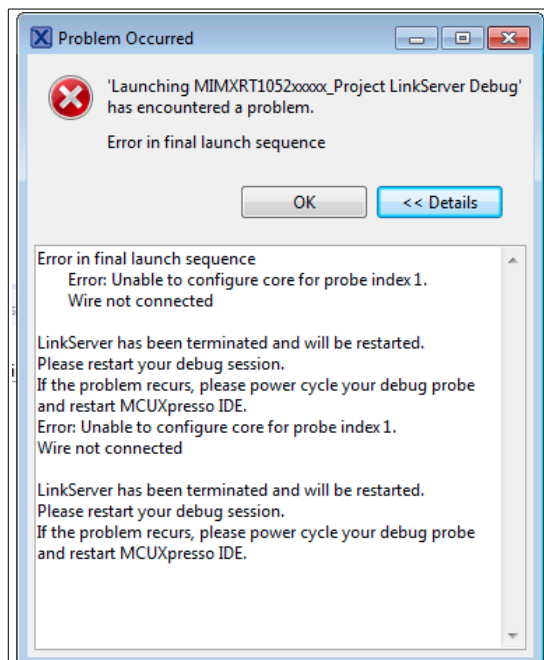 Problem Occurred
'Launching MIMXRT1052xxxxx_Project LinkServer Debug'
has encountered a problem.
Error in final launch sequence
OK
<< Details
Error in final launch sequence
Error: Unable to configure core for probe index 1.
Wire not connected
LinkServer has been terminated and will be restarted.
Please restart your debug session.
If the problem recurs, please power cycle your debug probe
and restart MCUXpresso IDE.
Error: Unable to configure core for probe index 1.
Wire not connected
LinkServer has been terminated and will be restarted.
Please restart your debug session.
If the problem recurs, please power cycle your debug probe
and restart MCUXpresso IDE.